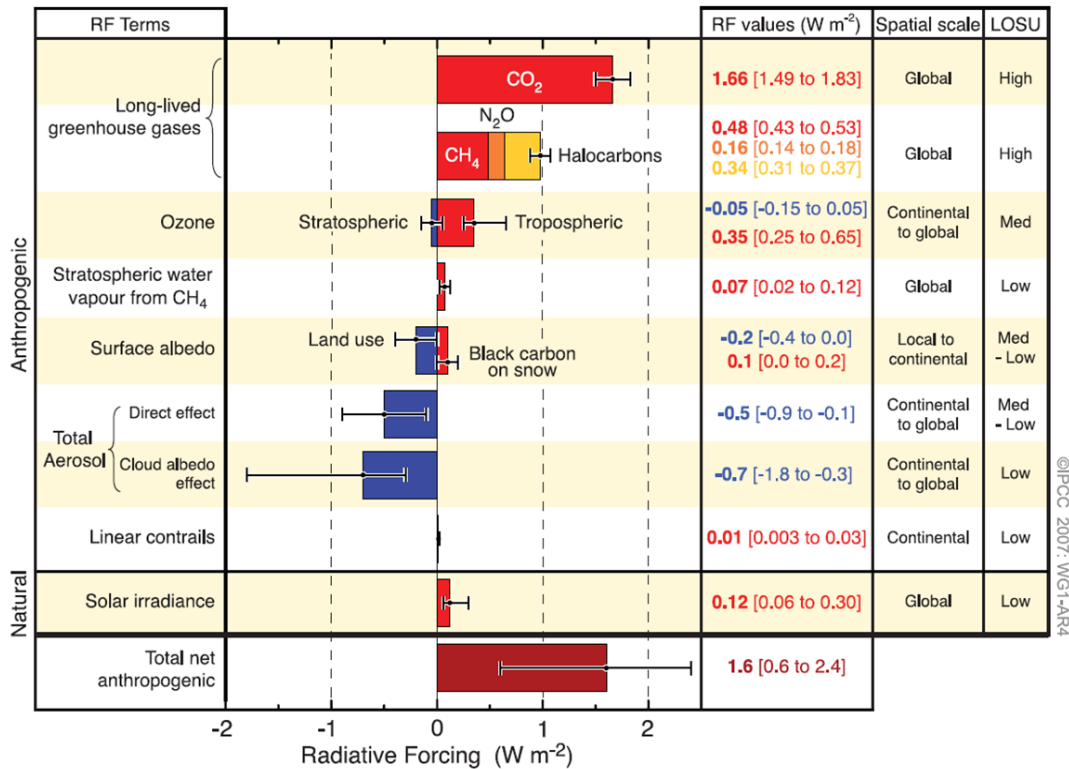 RF Terms
RF values (W m⁻²)
Spatial scale
LOSU
Anthropogenic
Long-lived
greenhouse gases
CO₂
1.66 [1.49 to 1.83]
Global
High
N₂O
CH₄
Halocarbons
0.48 [0.43 to 0.53]
0.16 [0.14 to 0.18]
0.34 [0.31 to 0.37]
Global
High
Ozone
Stratospheric
Tropospheric
-0.05 [-0.15 to 0.05]
0.35 [0.25 to 0.65]
Continental
to global
Med
Stratospheric water
vapour from CH₄
0.07 [0.02 to 0.12]
Global
Low
Surface albedo
Land use
Black carbon
on snow
-0.2 [-0.4 to 0.0]
0.1 [0.0 to 0.2]
Local to
continental
Med
- Low
Total
Aerosol
Direct effect
-0.5 [-0.9 to -0.1]
Continental
to global
Med
- Low
Cloud albedo
effect
-0.7 [-1.8 to -0.3]
Continental
to global
Low
Linear contrails
0.01 [0.003 to 0.03]
Continental
Low
Natural
Solar irradiance
0.12 [0.06 to 0.30]
Global
Low
Total net
anthropogenic
1.6 [0.6 to 2.4]
-2
-1
0
1
2
Radiative Forcing (W m⁻²)
©IPCC 2007: WG1-AR4